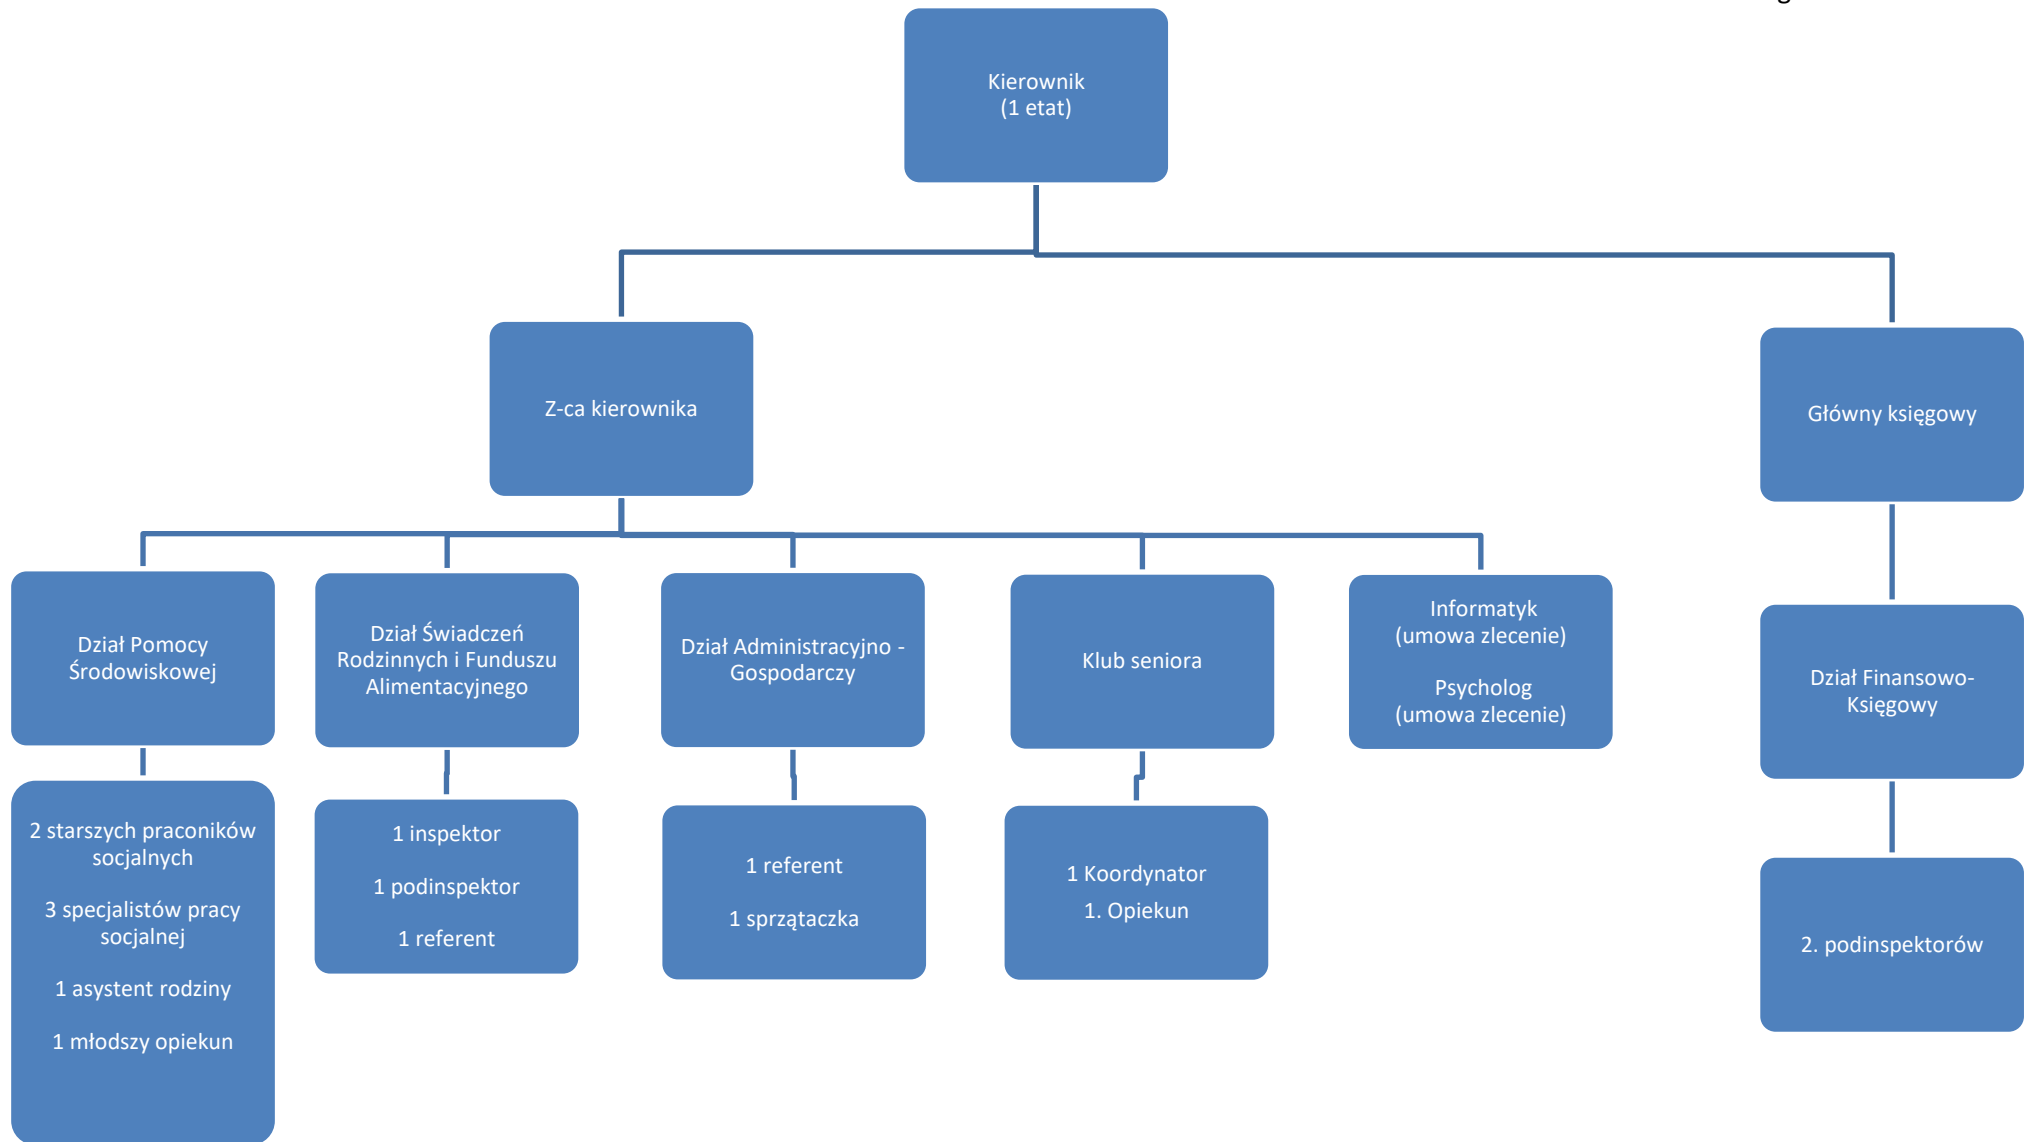 Kierownik
(1 etat)
Z-ca kierownika
Główny księgowy
Dział Pomocy
Środowiskowej
Dział Świadczeń
Rodzinnych i Funduszu
Alimentacyjnego
Dział Administracyjno -
Gospodarczy
Klub seniora
Informatyk
(umowa zlecenie)
Psycholog
(umowa zlecenie)
Dział Finansowo-
Księgowy
2 starszych praconików
socjalnych
3 specjalistów pracy
socjalnej
1 asystent rodziny
1 młodszy opiekun
1 inspektor
1 podinspektor
1 referent
1 referent
1 sprzątaczka
1 Koordynator
1. Opiekun
2. podinspektorów